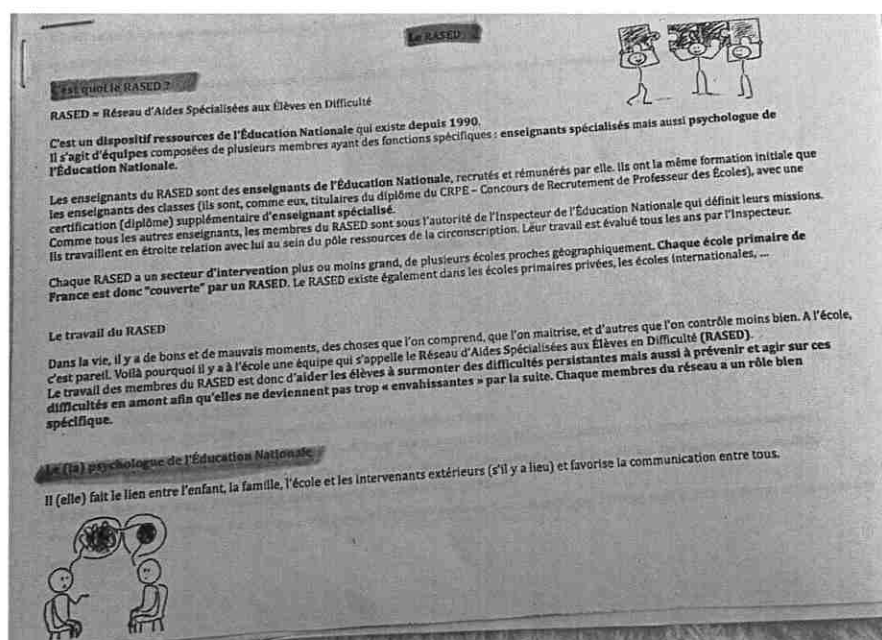 Le RASED
C'est quoi le RASED ?
RASED = Réseau d'Aides Spécialisées aux Élèves en Difficulté
C'est un dispositif ressources de l'Éducation Nationale qui existe depuis 1990.
Il s'agit d'équipes composées de plusieurs membres ayant des fonctions spécifiques : enseignants spécialisés mais aussi psychologue de
l'Éducation Nationale.
Les enseignants du RASED sont des enseignants de l'Éducation Nationale, recrutés et rémunérés par elle. Ils ont la même formation initiale que
les enseignants des classes (ils sont, comme eux, titulaires du diplôme du CRPE – Concours de Recrutement de Professeur des Écoles), avec une
certification (diplôme) supplémentaire d'enseignant spécialisé.
Comme tous les autres enseignants, les membres du RASED sont sous l'autorité de l'Inspecteur de l'Éducation Nationale qui définit leurs missions.
Ils travaillent en étroite relation avec lui au sein du pôle ressources de la circonscription. Leur travail est évalué tous les ans par l'Inspecteur.
Chaque RASED a un secteur d'intervention plus ou moins grand, de plusieurs écoles proches géographiquement. Chaque école primaire de
France est donc "couverte" par un RASED. Le RASED existe également dans les écoles primaires privées, les écoles internationales, ...
Le travail du RASED
Dans la vie, il y a de bons et de mauvais moments, des choses que l'on comprend, que l'on maitrise, et d'autres que l'on contrôle moins bien. A l'école,
c'est pareil. Voilà pourquoi il y a à l'école une équipe qui s'appelle le Réseau d'Aides Spécialisées aux Élèves en Difficulté (RASED).
Le travail des membres du RASED est donc d'aider les élèves à surmonter des difficultés persistantes mais aussi à prévenir et agir sur ces
difficultés en amont afin qu'elles ne deviennent pas trop « envahissantes » par la suite. Chaque membres du réseau a un rôle bien
spécifique.
Le (la) psychologue de l'Éducation Nationale
Il (elle) fait le lien entre l'enfant, la famille, l'école et les intervenants extérieurs (s'il y a lieu) et favorise la communication entre tous.